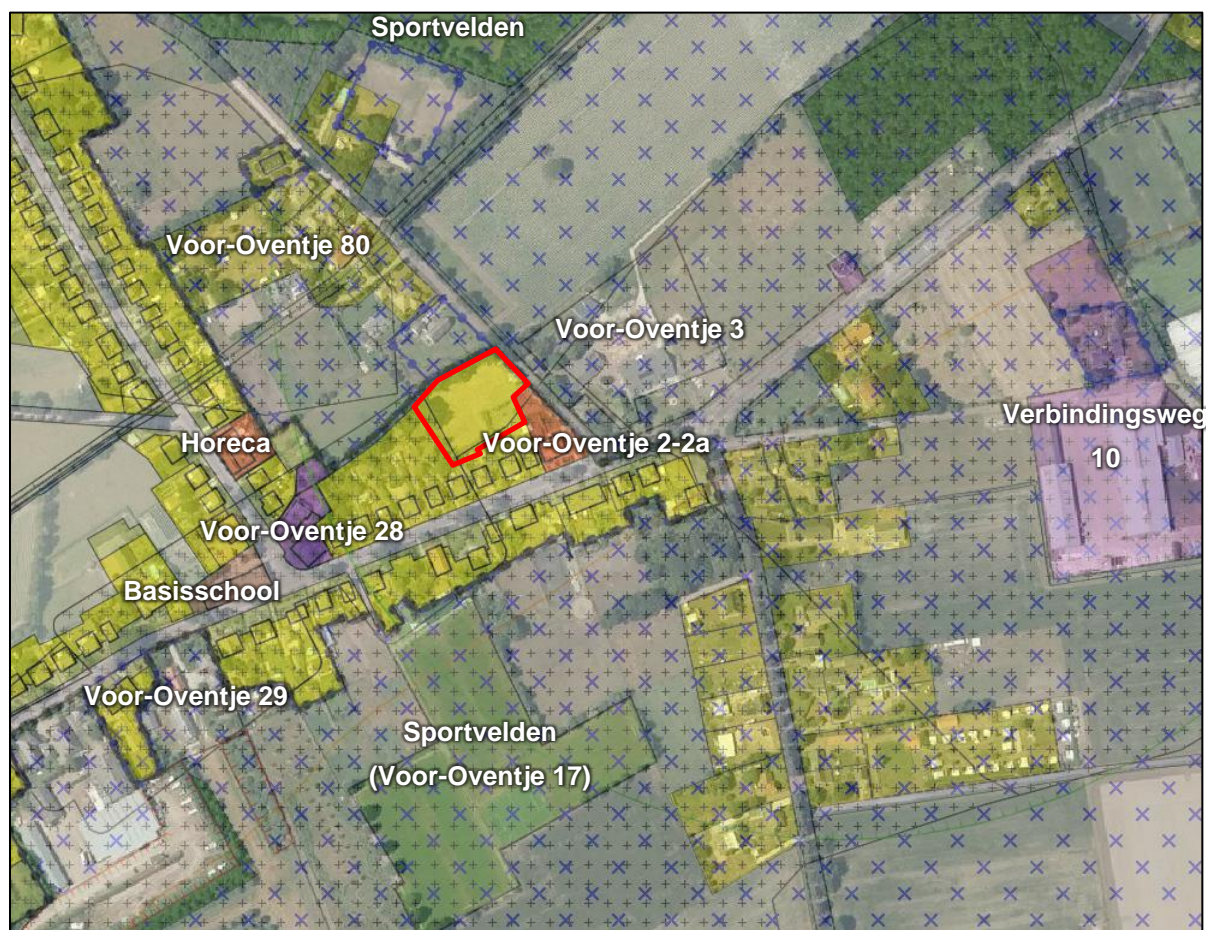 Sportvelden
Voor-Oventje 80
Voor-Oventje 3
Verbindingsweg
10
Horeca
Voor-Oventje 2-2a
Voor-Oventje 28
Basisschool
Voor-Oventje 29
Sportvelden
(Voor-Oventje 17)